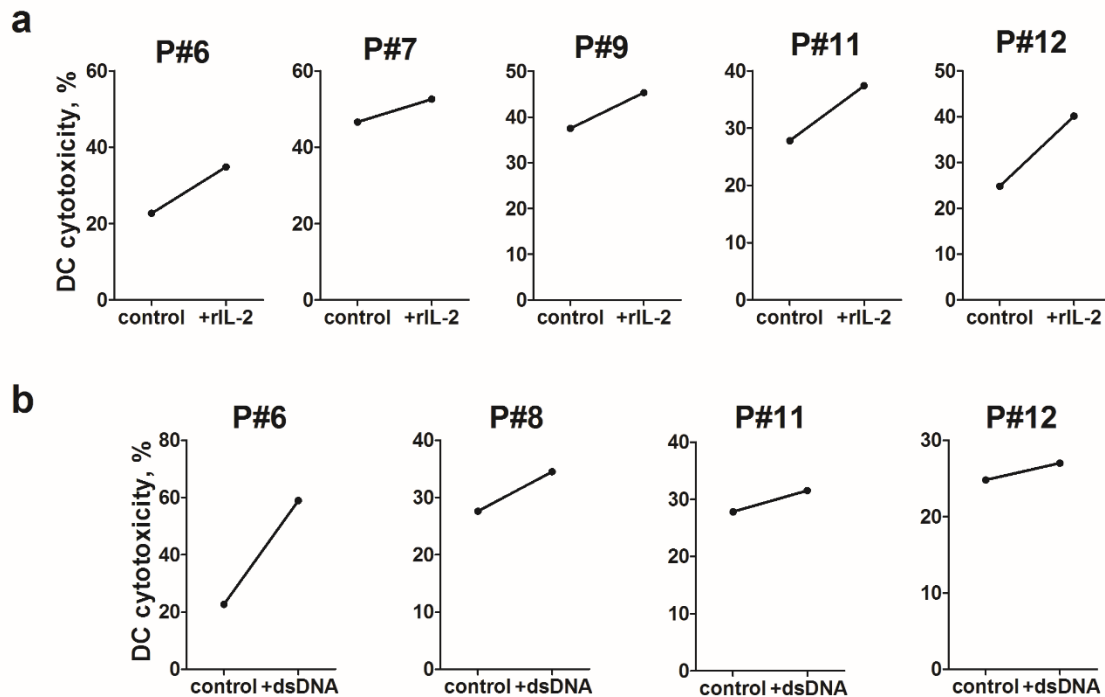 a
P#6 P#7 P#9 P#11 P#12
DC cytotoxicity, %
60 60 50 40 50
40 40 40 30 40
30 20 30
20 20 20 10 20
10 10
0 0 0 0 0
control +rIL-2 control +rIL-2 control +rIL-2 control +rIL-2 control +rIL-2
b
P#6 P#8 P#11 P#12
DC cytotoxicity, %
80 40 40 30
60 30 30 20
40 20 20 10
20 10 10
0 0 0 0
control +dsDNA control +dsDNA control +dsDNA control +dsDNA